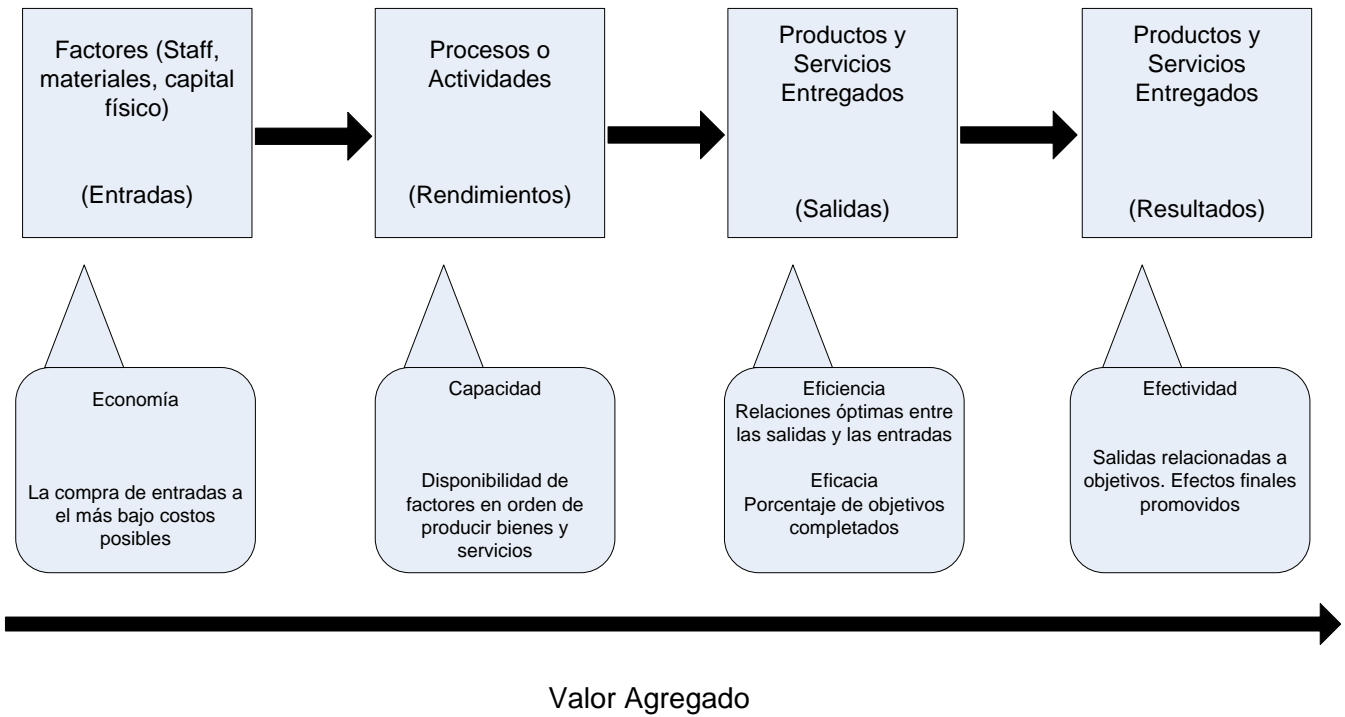 Factores (Staff,
materiales, capital
físico)
(Entradas)
Procesos o
Actividades
(Rendimientos)
Productos y
Servicios
Entregados
(Salidas)
Productos y
Servicios
Entregados
(Resultados)
Economía
La compra de entradas a
el más bajo costos
posibles
Capacidad
Disponibilidad de
factores en orden de
producir bienes y
servicios
Eficiencia
Relaciones óptimas entre
las salidas y las entradas
Eficacia
Porcentaje de objetivos
completados
Efectividad
Salidas relacionadas a
objetivos. Efectos finales
promovidos
Valor Agregado